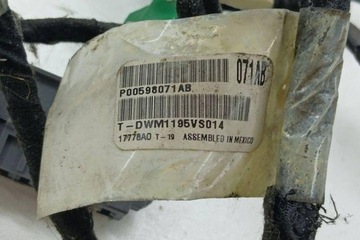 071AB
P00598071AB
T-DWM1195VS014
17778AO T-19 ASSEMBLED IN MEXICO